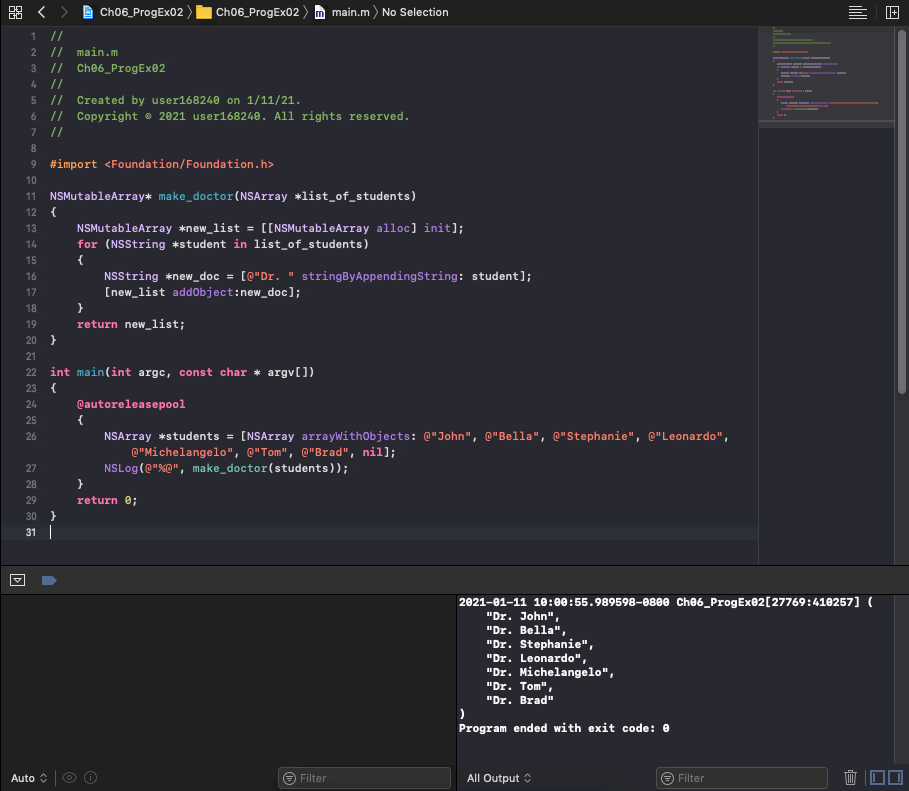 Ch06_ProgEx02 Ch06_ProgEx02 main.m No Selection
1 //
2 //  main.m
3 //  Ch06_ProgEx02
4 //
5 //  Created by user168240 on 1/11/21.
6 //  Copyright © 2021 user168240. All rights reserved.
7 //
8
9 #import <Foundation/Foundation.h>
10
11 NSMutableArray* make_doctor(NSArray *list_of_students)
12 {
13     NSMutableArray *new_list = [[NSMutableArray alloc] init];
14     for (NSString *student in list_of_students)
15     {
16         NSString *new_doc = [@"Dr. " stringByAppendingString: student];
17         [new_list addObject:new_doc];
18     }
19     return new_list;
20 }
21
22 int main(int argc, const char * argv[])
23 {
24     @autoreleasepool
25     {
26         NSArray *students = [NSArray arrayWithObjects: @"John", @"Bella", @"Stephanie", @"Leonardo",
            @"Michelangelo", @"Tom", @"Brad", nil];
27         NSLog(@"%@", make_doctor(students));
28     }
29     return 0;
30 }
31
2021-01-11 10:00:55.989598-0800 Ch06_ProgEx02[27769:410257] (
    "Dr. John",
    "Dr. Bella",
    "Dr. Stephanie",
    "Dr. Leonardo",
    "Dr. Michelangelo",
    "Dr. Tom",
    "Dr. Brad"
)
Program ended with exit code: 0
Auto Filter All Output Filter